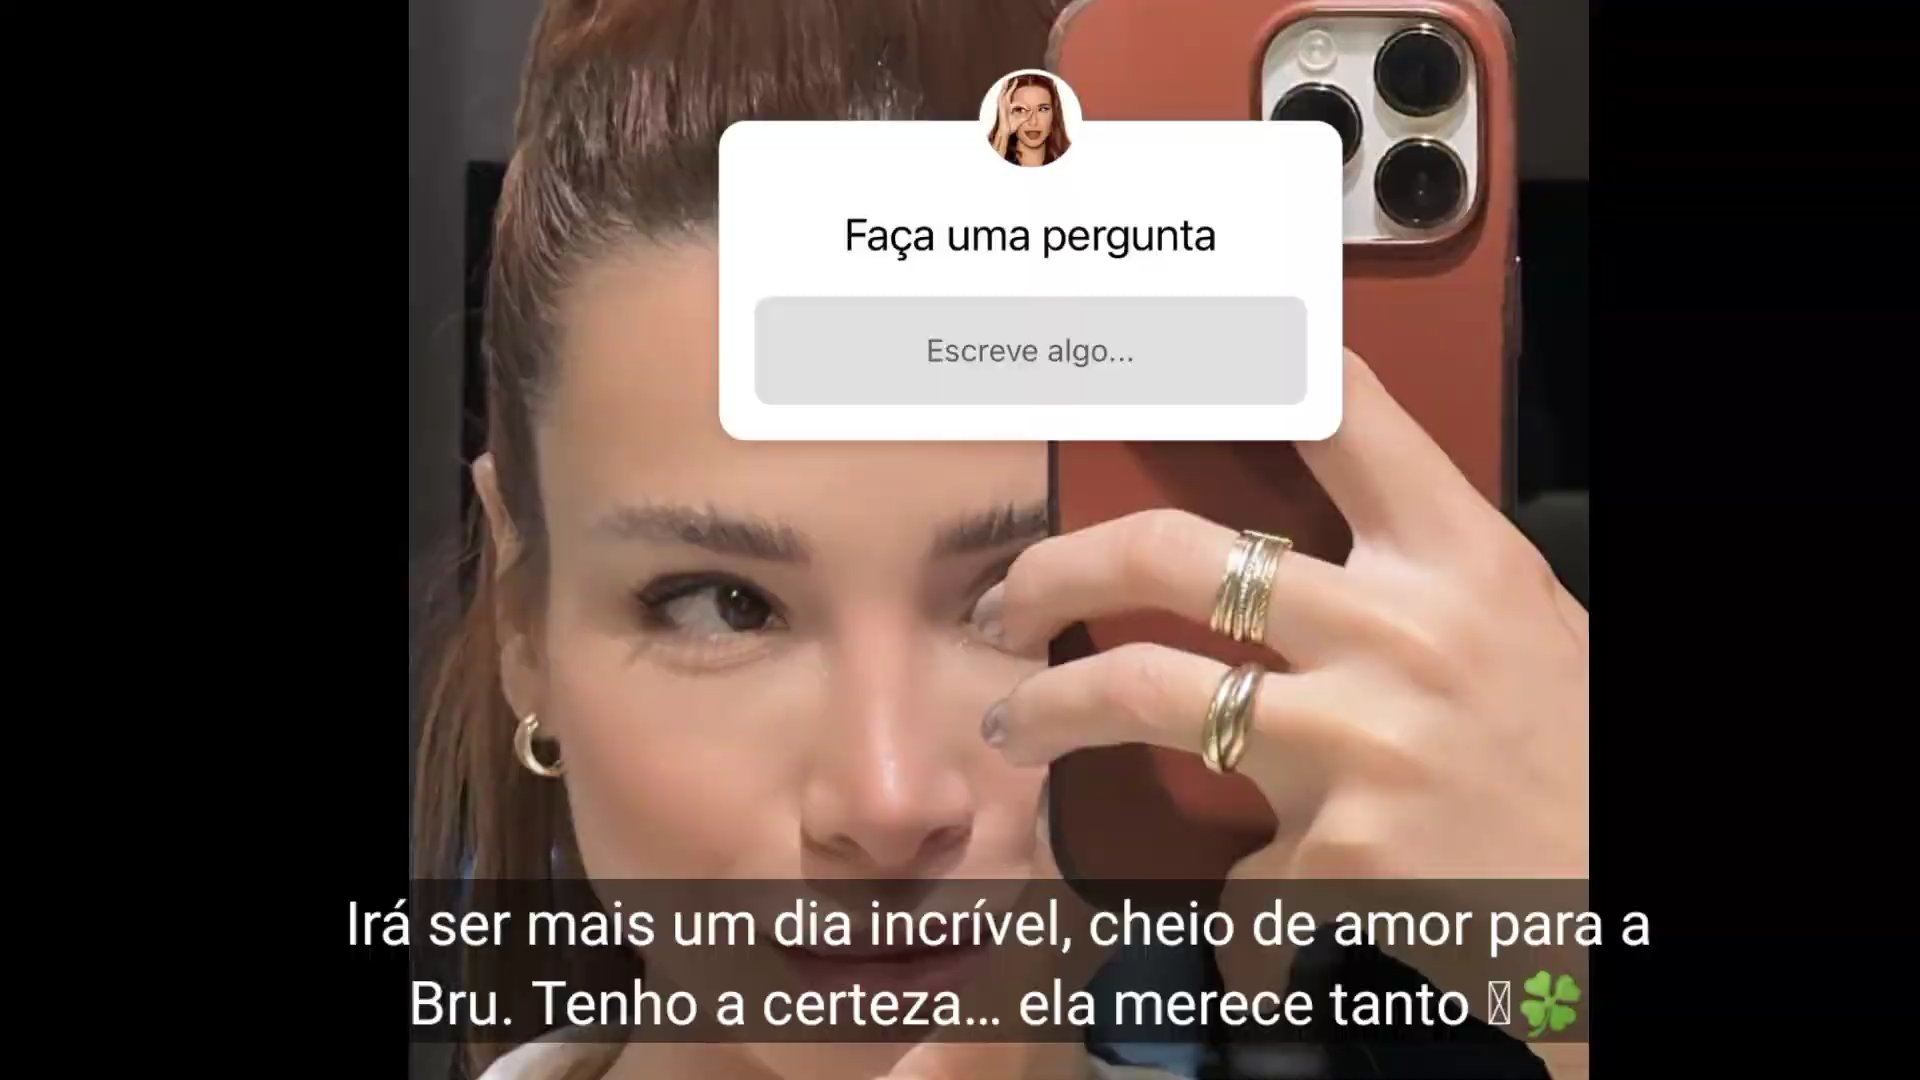 Faça uma pergunta
Escreve algo...
Irá ser mais um dia incrível, cheio de amor para a
Bru. Tenho a certeza... ela merece tanto 🍀